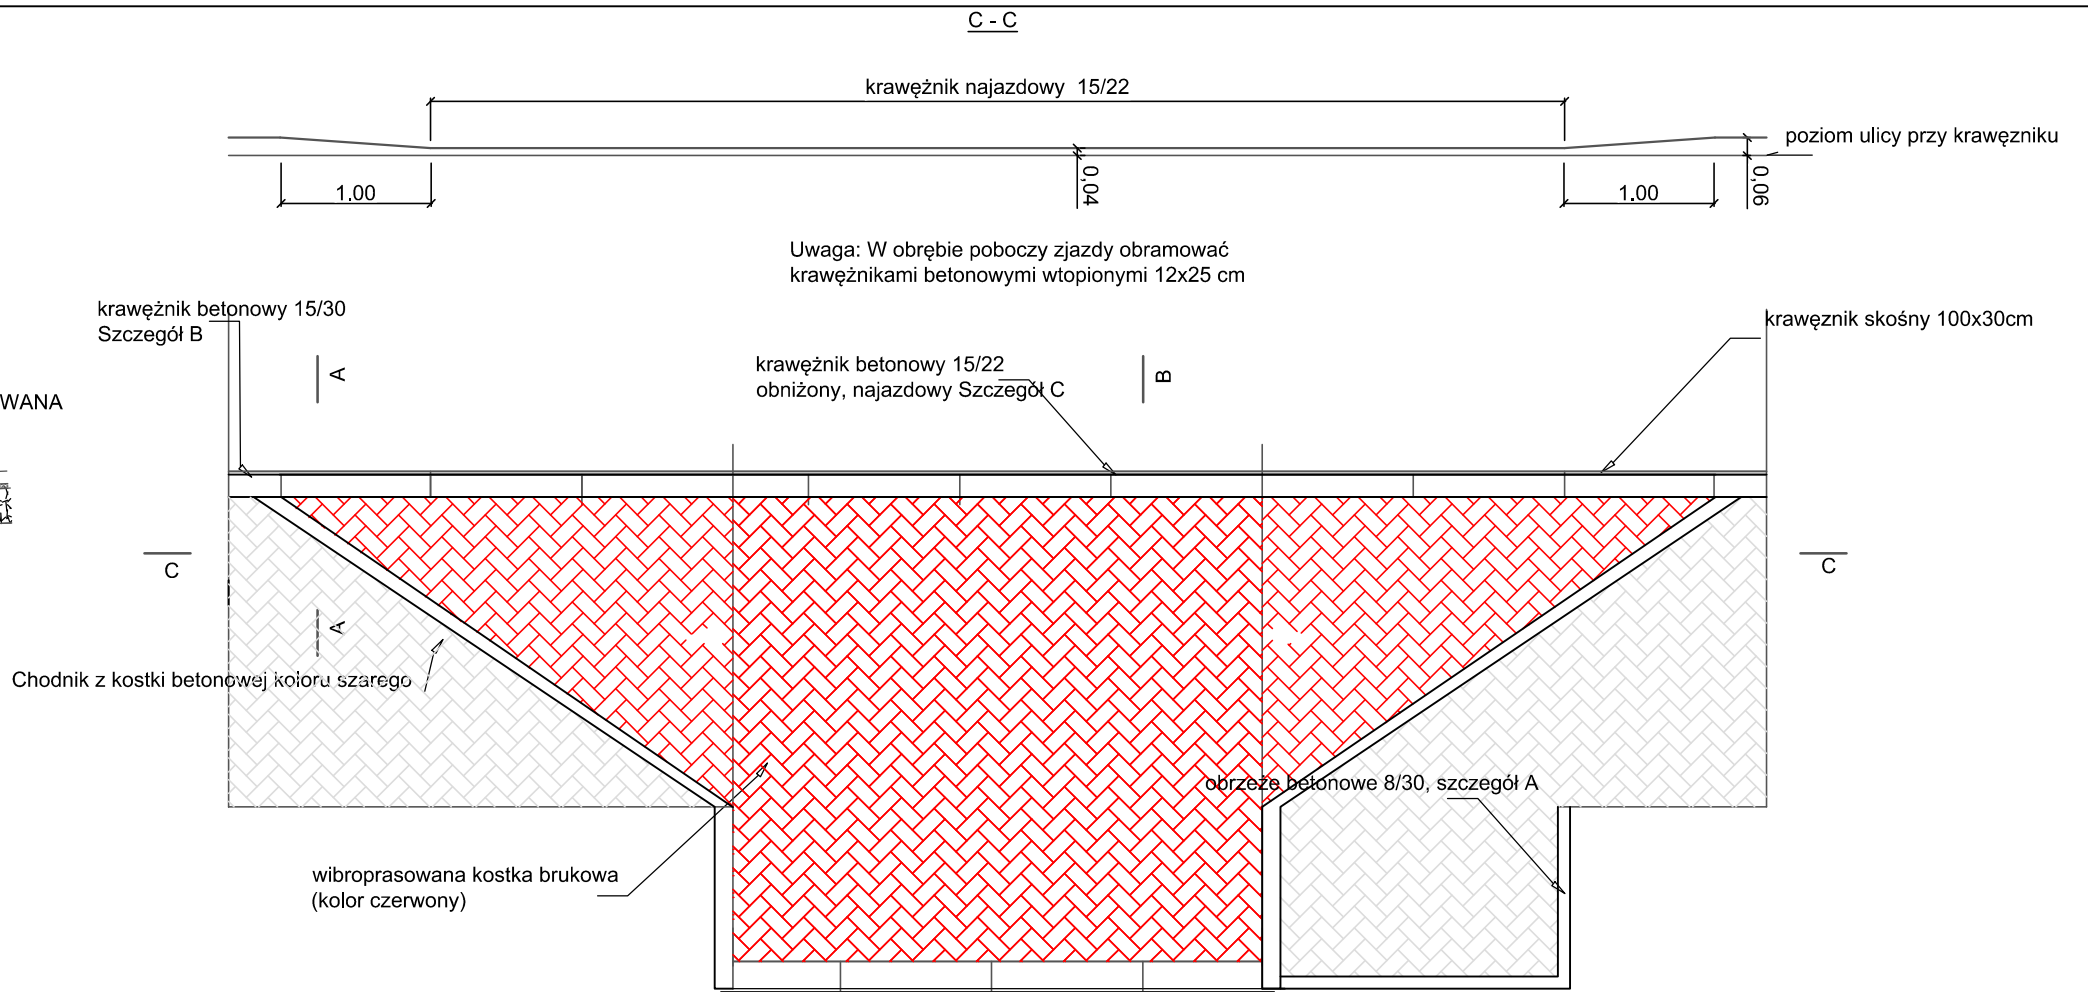 C - C
krawężnik najazdowy 15/22
poziom ulicy przy krawęzniku
1.00
0,04
1.00
0,06
Uwaga: W obrębie poboczy zjazdy obramować
krawężnikami betonowymi wtopionymi 12x25 cm
krawężnik betonowy 15/30
Szczegół B
krawęznik skośny 100x30cm
krawężnik betonowy 15/22
obniżony, najazdowy Szczegół C
A
B
WANA
C
C
A
Chodnik z kostki betonowej koloru szarego
obrzeże betonowe 8/30, szczegół A
wibroprasowana kostka brukowa
(kolor czerwony)